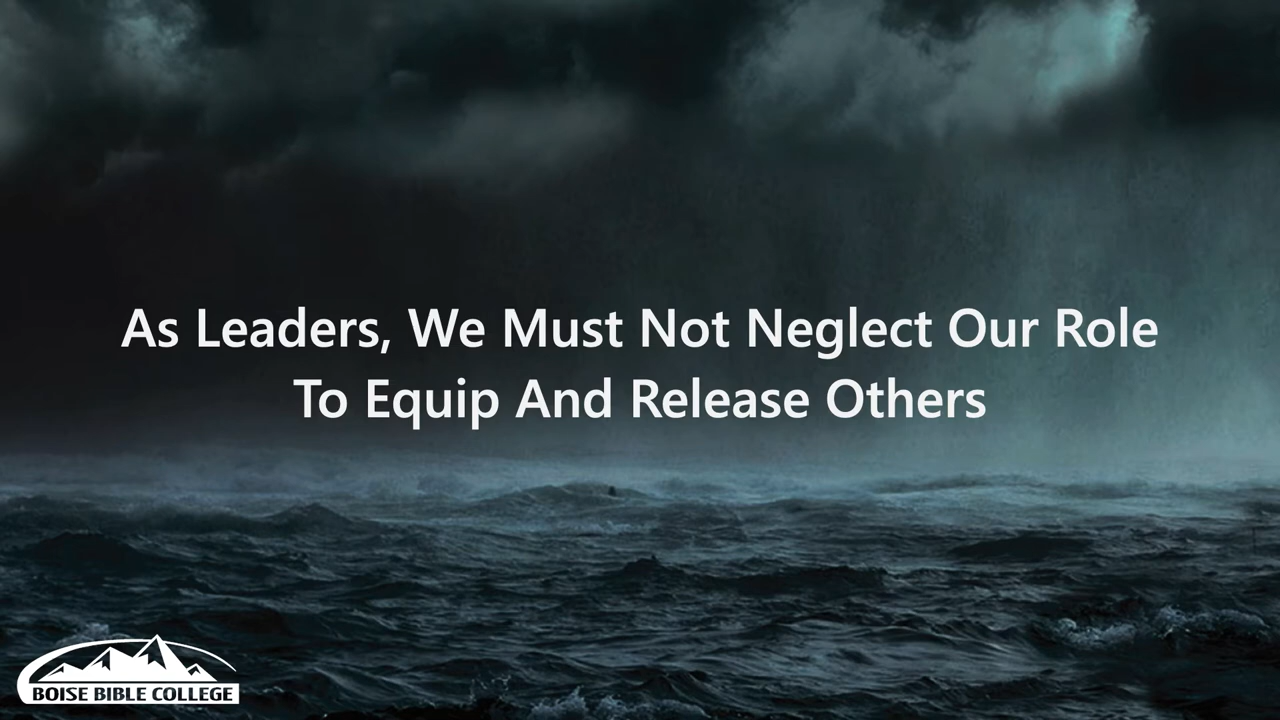 As Leaders, We Must Not Neglect Our Role
To Equip And Release Others
BOISE BIBLE COLLEGE